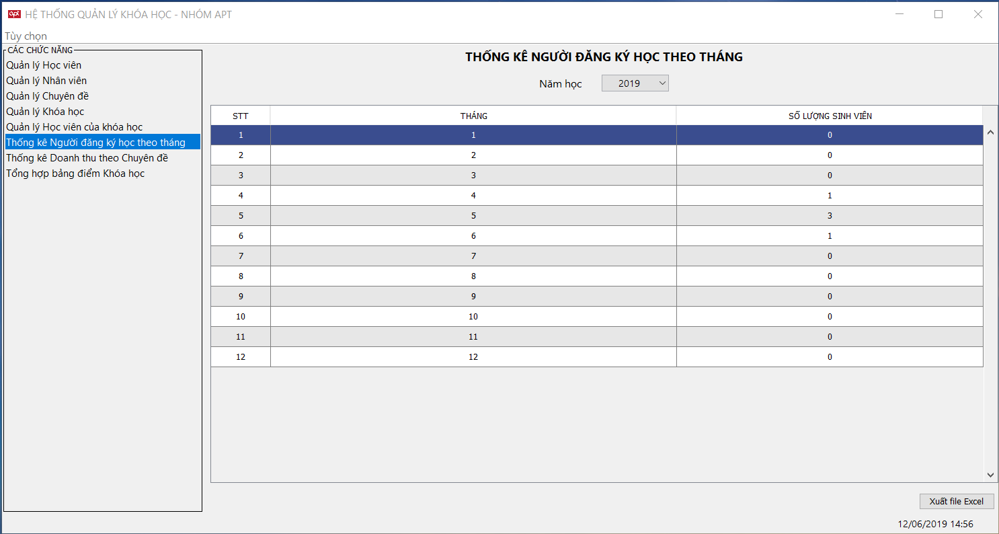 apt HỆ THỐNG QUẢN LÝ KHÓA HỌC - NHÓM APT
Tùy chọn
CÁC CHỨC NĂNG
Quản lý Học viên
Quản lý Nhân viên
Quản lý Chuyên đề
Quản lý Khóa học
Quản lý Học viên của khóa học
Thống kê Người đăng ký học theo tháng
Thống kê Doanh thu theo Chuyên đề
Tổng hợp bảng điểm Khóa học
THỐNG KÊ NGƯỜI ĐĂNG KÝ HỌC THEO THÁNG
Năm học 2019
STT THÁNG SỐ LƯỢNG SINH VIÊN
1 1 0
2 2 0
3 3 0
4 4 1
5 5 3
6 6 1
7 7 0
8 8 0
9 9 0
10 10 0
11 11 0
12 12 0
Xuất file Excel
12/06/2019 14:56